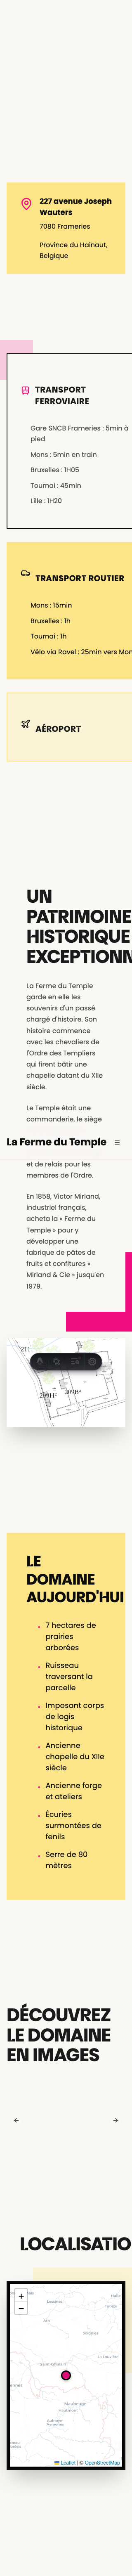 227 avenue Joseph
Wauters
7080 Frameries
Province du Hainaut,
Belgique
TRANSPORT
FERROVIAIRE
Gare SNCB Frameries : 5min à
pied
Mons : 5min en train
Bruxelles : 1H05
Tournai : 45min
Lille : 1H20
TRANSPORT ROUTIER
Mons : 15min
Bruxelles : 1h
Tournai : 1h
Vélo via Ravel : 25min vers Mon
AÉROPORT
UN
PATRIMOINE
HISTORIQUE
EXCEPTIONN
La Ferme du Temple
garde en elle les
souvenirs d'un passé
chargé d'histoire. Son
histoire commence
avec les chevaliers de
l'Ordre des Templiers
qui firent bâtir une
chapelle datant du XIIe
siècle.
Le Temple était une
commanderie, le siège
La Ferme du Temple
et de relais pour les
membres de l'Ordre.
En 1858, Victor Mirland,
industriel français,
acheta la « Ferme du
Temple » pour y
développer une
fabrique de pâtes de
fruits et confitures «
Mirland & Cie » jusqu'en
1979.
211
209H²
209B²
LE
DOMAINE
AUJOURD'HUI
7 hectares de
prairies
arborées
Ruisseau
traversant la
parcelle
Imposant corps
de logis
historique
Ancienne
chapelle du XIIe
siècle
Ancienne forge
et ateliers
Écuries
surmontées de
fenils
Serre de 80
mètres
DÉCOUVREZ
LE DOMAINE
EN IMAGES
LOCALISATIO
+
−
Leaflet | © OpenStreetMap